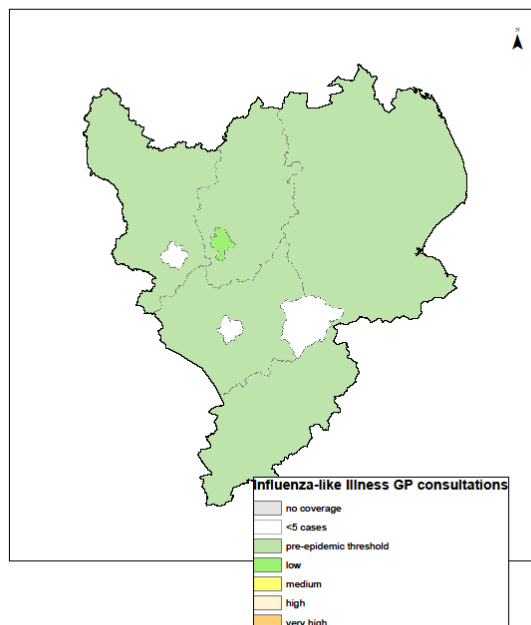 N
Influenza-like Illness GP consultations
no coverage
<5 cases
pre-epidemic threshold
low
medium
high
very high